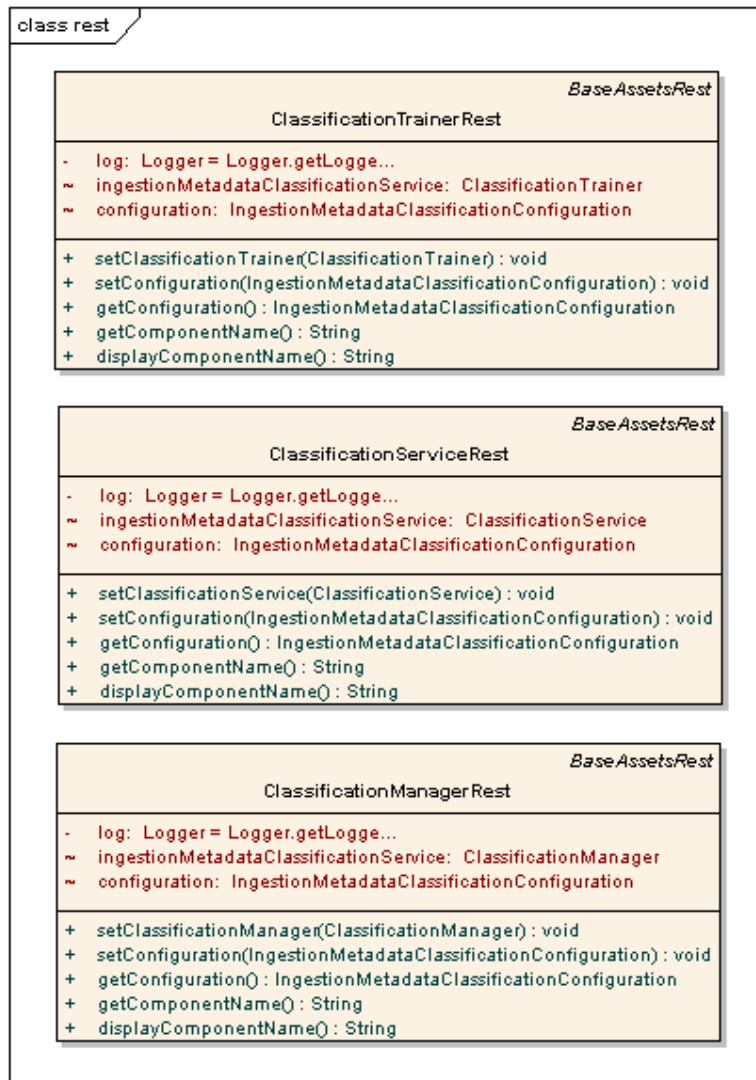 class rest
BaseAssetsRest
ClassificationTrainerRest
- log: Logger = Logger.getLogge...
~ ingestionMetadataClassificationService: ClassificationTrainer
~ configuration: IngestionMetadataClassificationConfiguration
+ setClassificationTrainer(ClassificationTrainer) : void
+ setConfiguration(IngestionMetadataClassificationConfiguration) : void
+ getConfiguration() : IngestionMetadataClassificationConfiguration
+ getComponentName() : String
+ displayComponentName() : String
BaseAssetsRest
ClassificationServiceRest
- log: Logger = Logger.getLogge...
~ ingestionMetadataClassificationService: ClassificationService
~ configuration: IngestionMetadataClassificationConfiguration
+ setClassificationService(ClassificationService) : void
+ setConfiguration(IngestionMetadataClassificationConfiguration) : void
+ getConfiguration() : IngestionMetadataClassificationConfiguration
+ getComponentName() : String
+ displayComponentName() : String
BaseAssetsRest
ClassificationManagerRest
- log: Logger = Logger.getLogge...
~ ingestionMetadataClassificationService: ClassificationManager
~ configuration: IngestionMetadataClassificationConfiguration
+ setClassificationManager(ClassificationManager) : void
+ setConfiguration(IngestionMetadataClassificationConfiguration) : void
+ getConfiguration() : IngestionMetadataClassificationConfiguration
+ getComponentName() : String
+ displayComponentName() : String